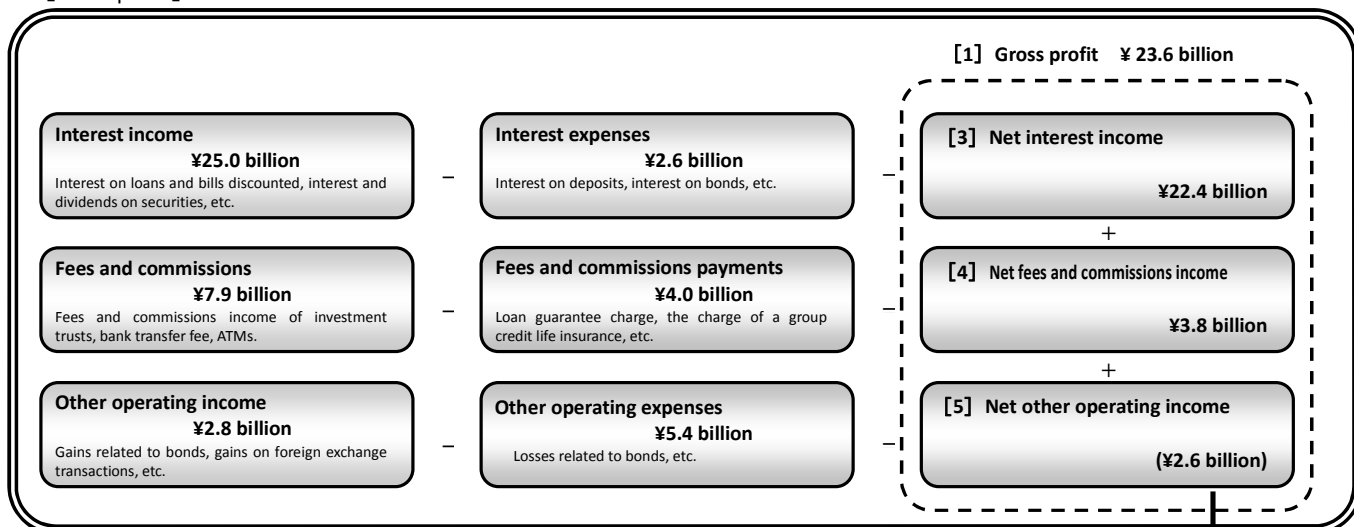 [1] Gross profit ¥ 23.6 billion
Interest income
¥25.0 billion
Interest on loans and bills discounted, interest and
dividends on securities, etc.
–
Interest expenses
¥2.6 billion
Interest on deposits, interest on bonds, etc.
–
[3] Net interest income
¥22.4 billion
+
Fees and commissions
¥7.9 billion
Fees and commissions income of investment
trusts, bank transfer fee, ATMs.
–
Fees and commissions payments
¥4.0 billion
Loan guarantee charge, the charge of a group
credit life insurance, etc.
–
[4] Net fees and commissions income
¥3.8 billion
+
Other operating income
¥2.8 billion
Gains related to bonds, gains on foreign exchange
transactions, etc.
–
Other operating expenses
¥5.4 billion
Losses related to bonds, etc.
–
[5] Net other operating income
(¥2.6 billion)